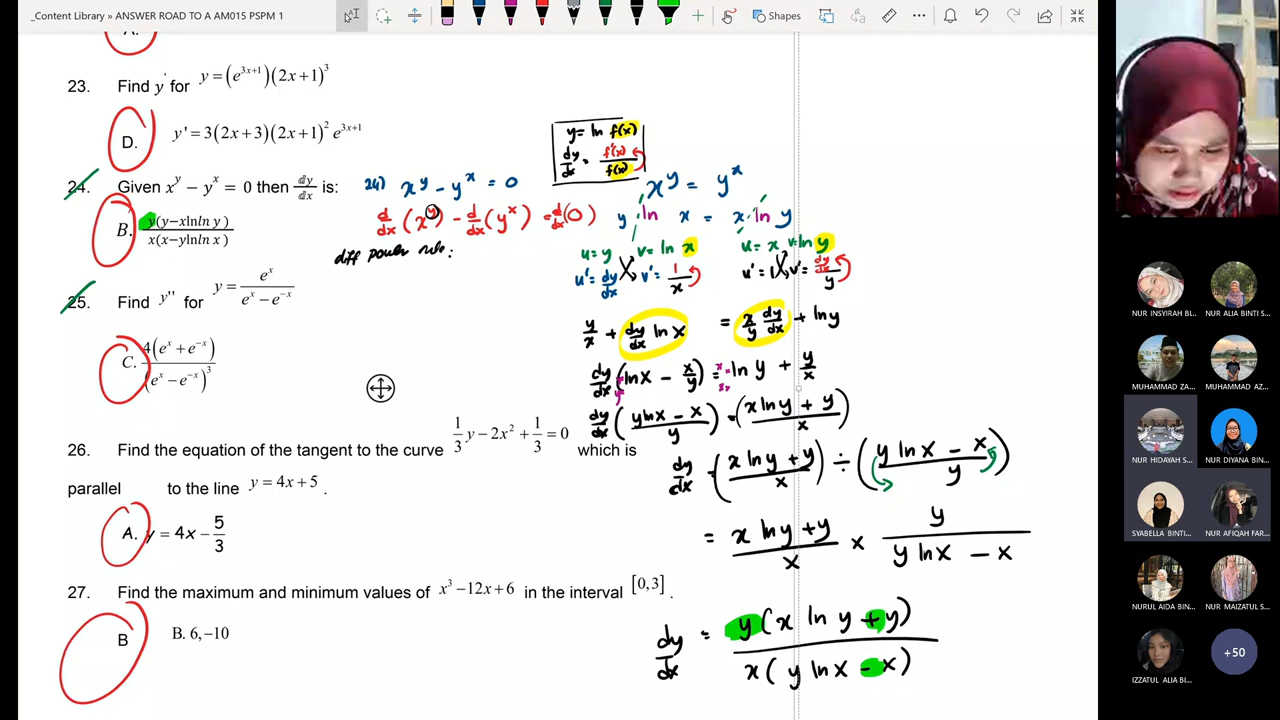 _Content Library » ANSWER ROAD TO A AM015 PSPM 1
Shapes
A.
23. Find y' for y = (e^{3x+1})(2x+1)^3
D. y' = 3(2x+3)(2x+1)^2 e^{3x+1}
y = ln f(x)
dy/dx = f'(x)/f(x)
24. Given x^y − y^x = 0 then dy/dx is:
B. y(y−xlnln y )/x(x−ylnln x )
24) x^y − y^x = 0
d/dx (x^y) − d/dx (y^x) = d/dx (0)
diff power rule:
x^y = y^x
y ln x = x ln y
u = y v = ln x u = x v = ln y
u' = dy/dx v' = 1/x u' = 1 v' = dy/dx / y
y/x + dy/dx ln x = x/y dy/dx + ln y
dy/dx (ln x − x/y) = ln y + y/x
dy/dx ( y ln x − x / y ) = ( x ln y + y / x )
dy/dx = ( x ln y + y / x ) ÷ ( y ln x − x / y )
= x ln y + y / x × y / y ln x − x
dy/dx = y ( x ln y + y ) / x ( y ln x − x )
25. Find y'' for y = e^x / e^x − e^{−x}
C. 4(e^x + e^{−x}) / (e^x − e^{−x})^3
26. Find the equation of the tangent to the curve 1/3 y − 2x^2 + 1/3 = 0 which is
parallel to the line y = 4x + 5 .
A. y = 4x − 5/3
27. Find the maximum and minimum values of x^3 −12x + 6 in the interval [0,3] .
B B. 6,−10
NUR INSYIRAH BI...
NUR ALIA BINTI S...
MUHAMMAD ZA...
MUHAMMAD AZ...
NUR HIDAYAH S...
NUR DIYANA BIN...
SYABELLA BINTI...
NUR AFIQAH FAR...
NURUL AIDA BIN...
NUR MAIZATUL S...
IZZATUL ALIA BI...
+50